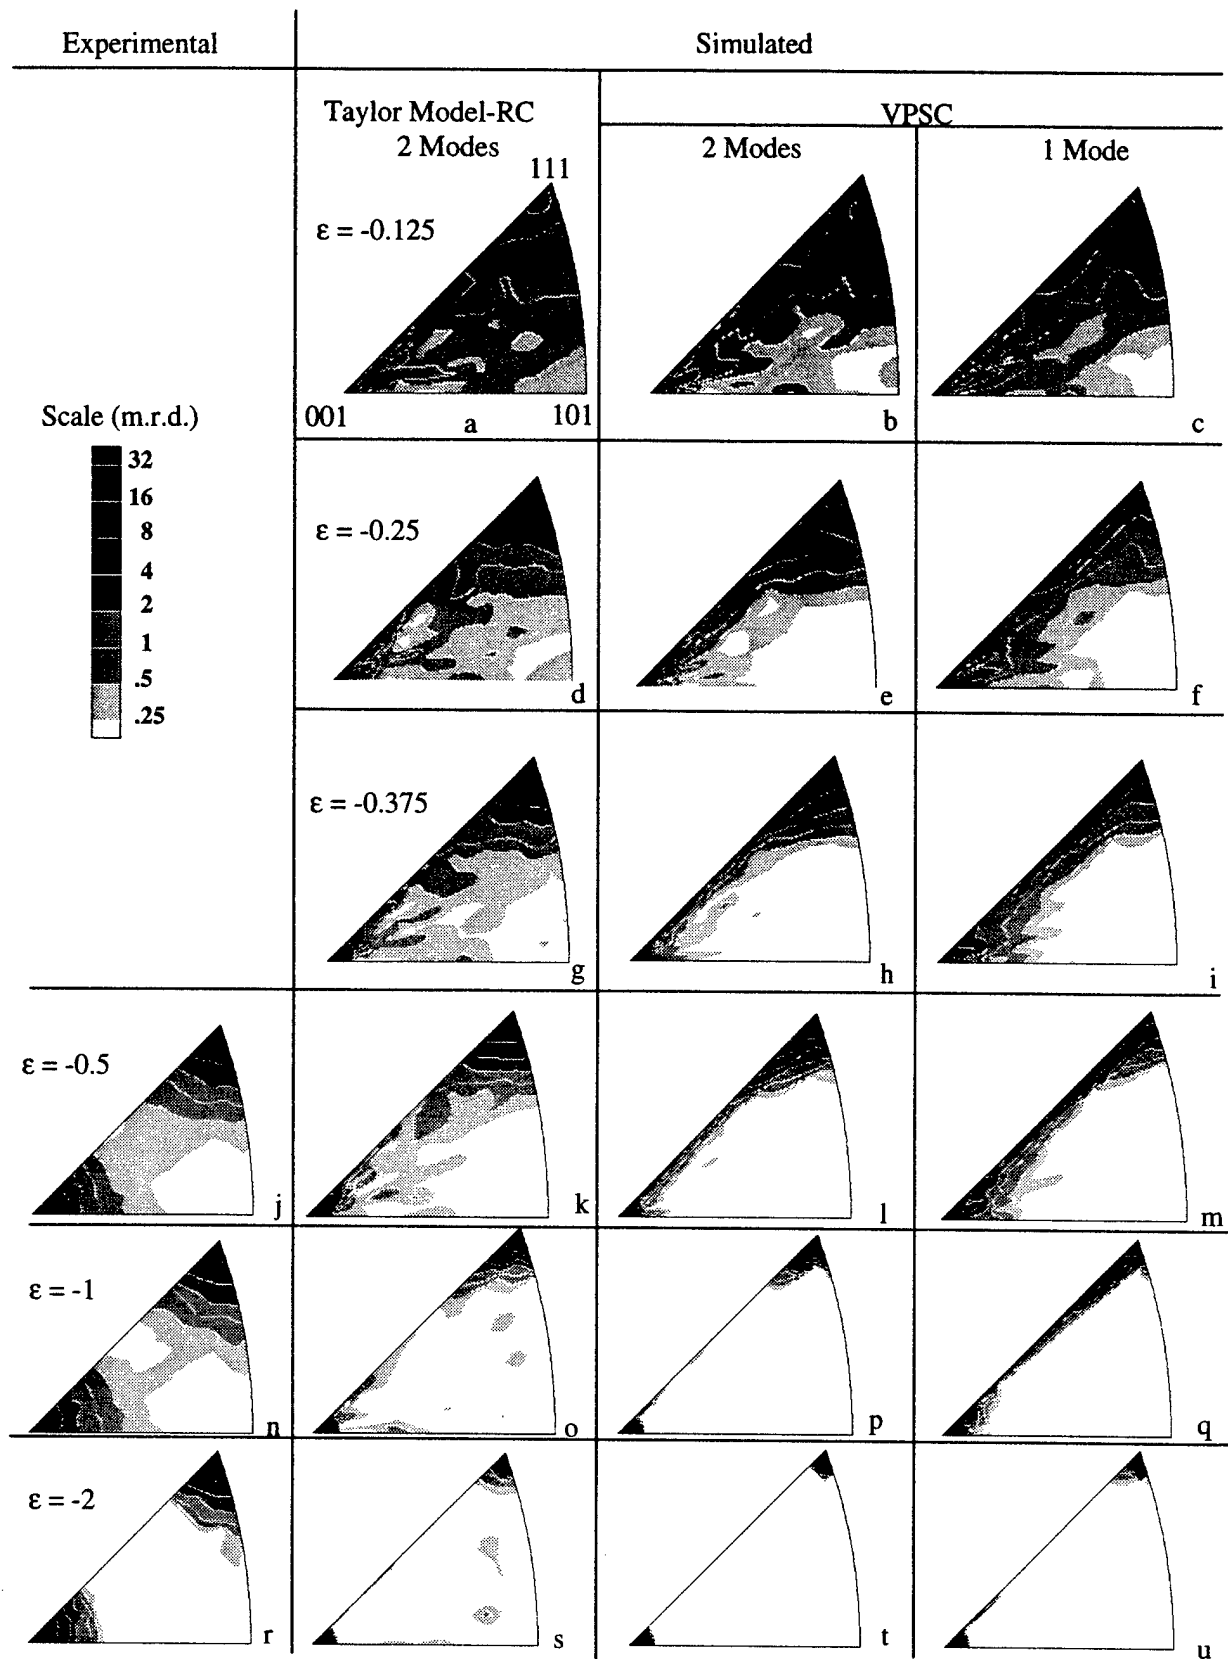 Experimental
Simulated
Taylor Model-RC
2 Modes
VPSC
2 Modes
1 Mode
111
ε = -0.125
001
a
101
b
c
Scale (m.r.d.)
32
16
8
4
2
1
.5
.25
ε = -0.25
d
e
f
ε = -0.375
g
h
i
ε = -0.5
j
k
l
m
ε = -1
n
o
p
q
ε = -2
r
s
t
u